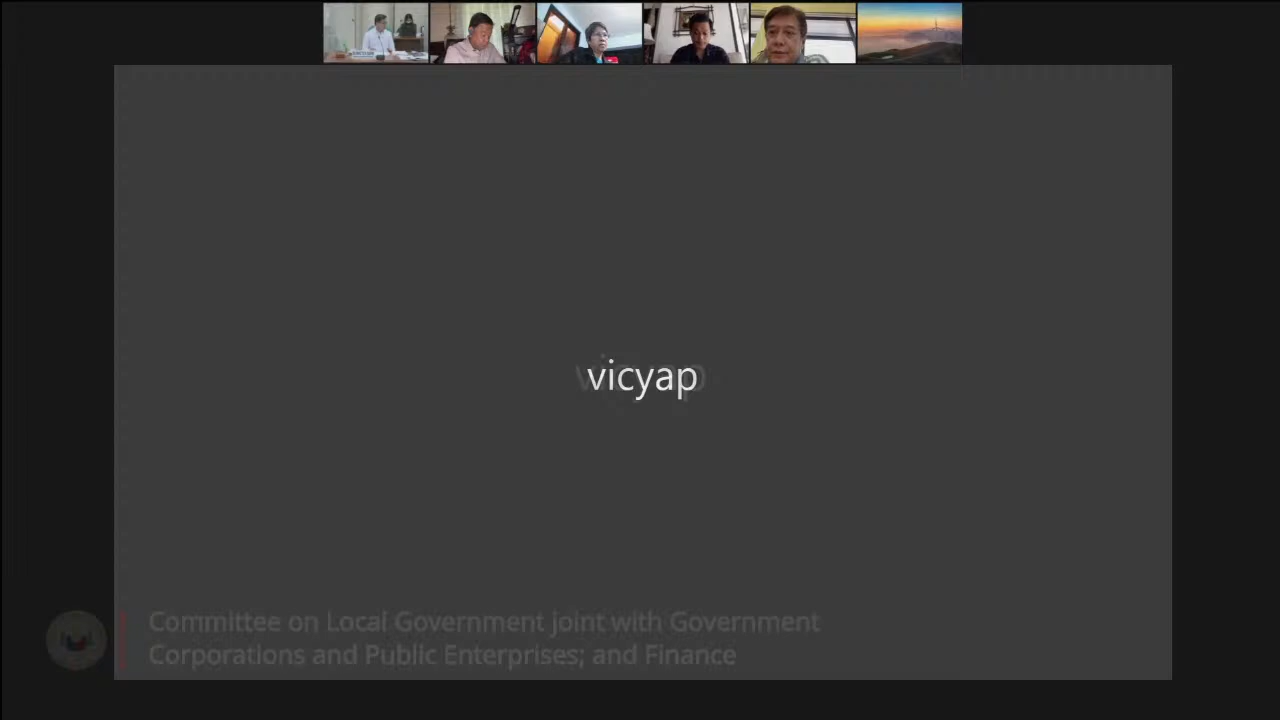 vicyap
Committee on Local Government joint with Government
Corporations and Public Enterprises; and Finance